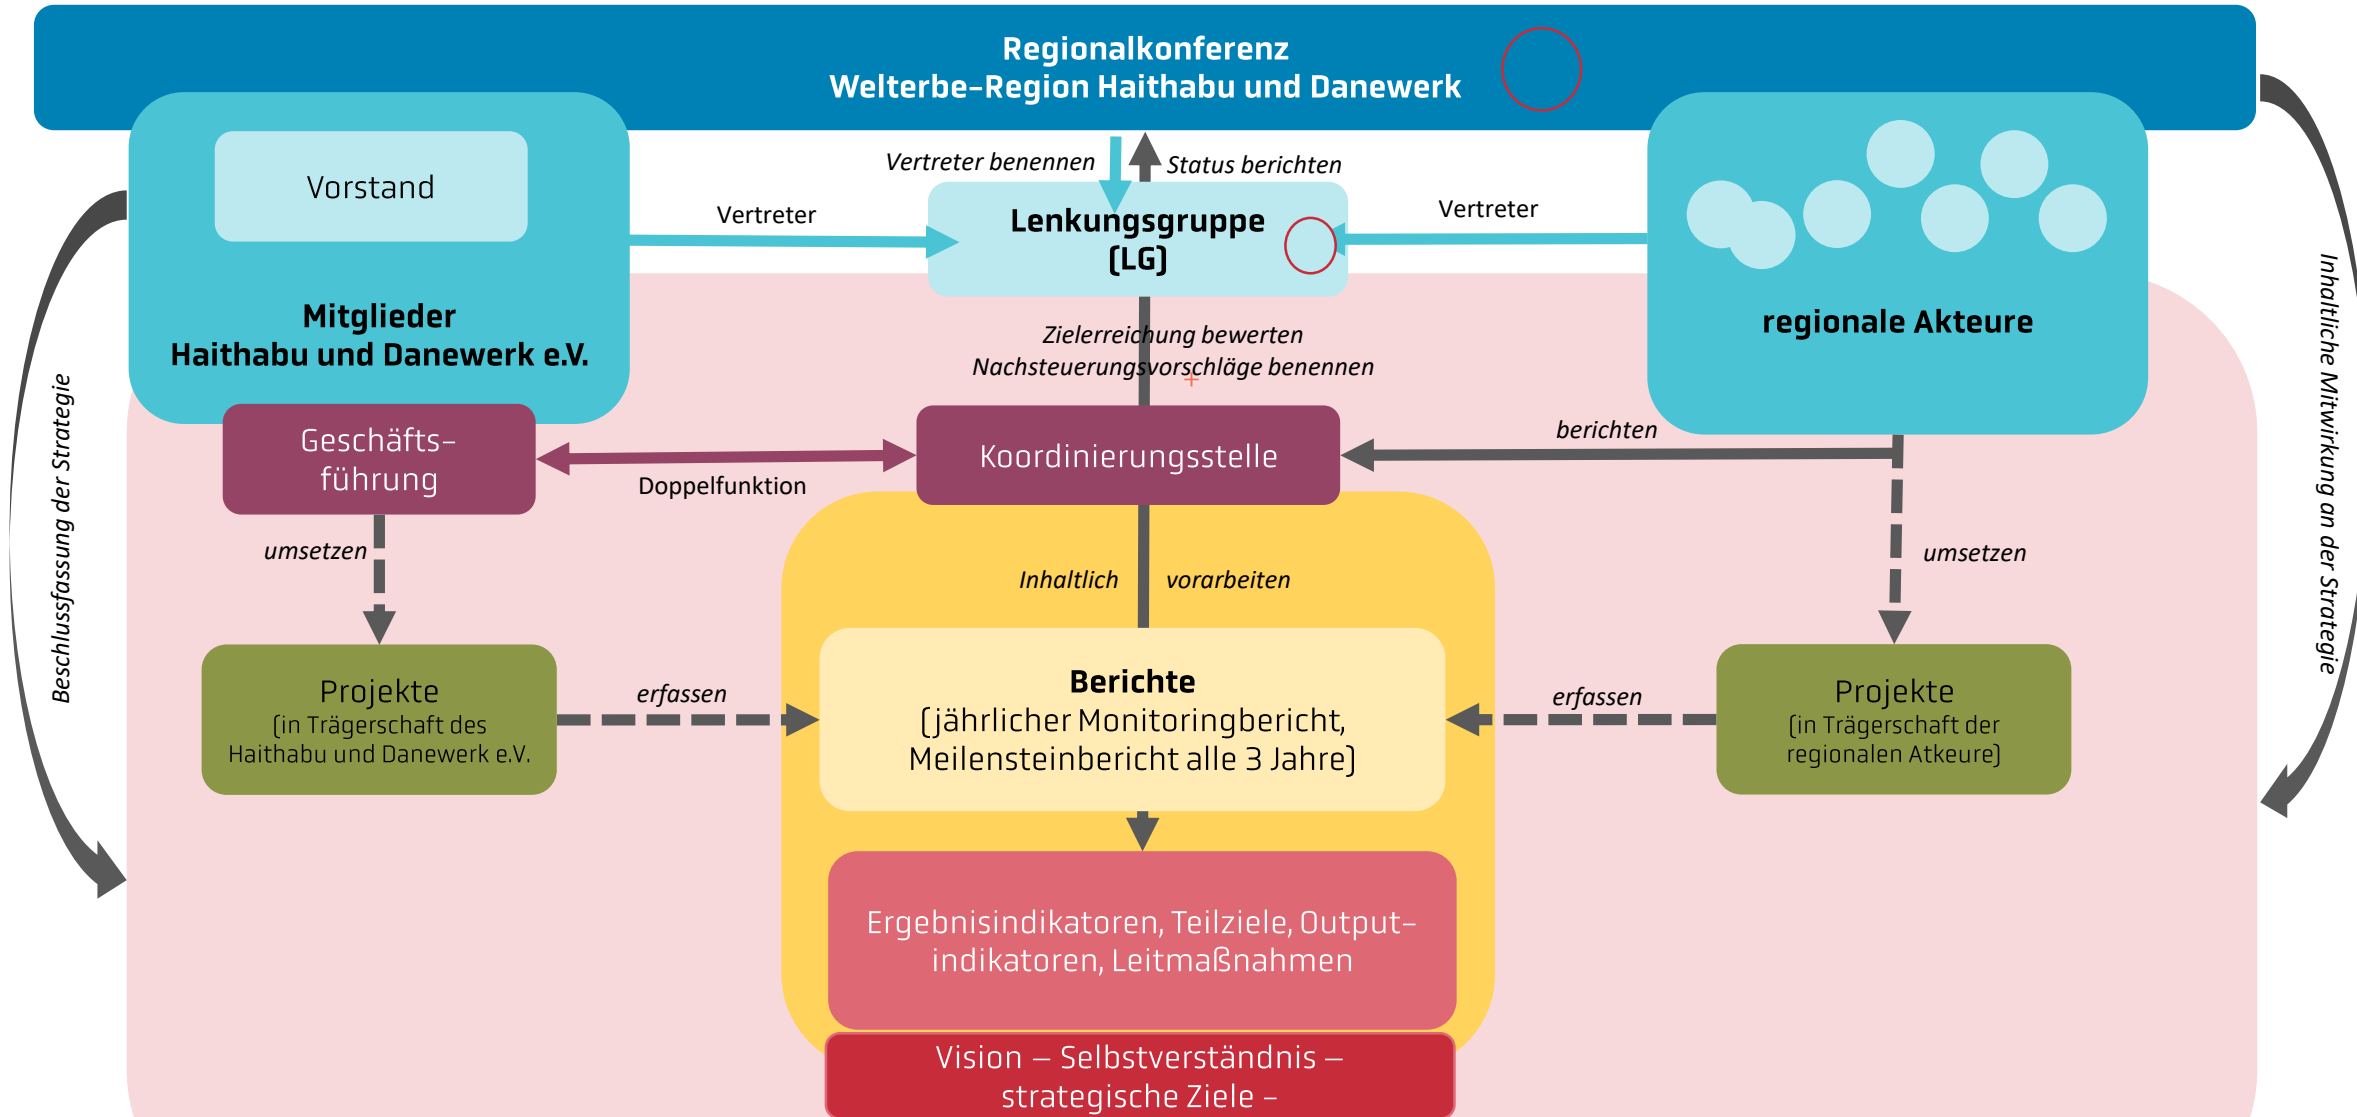 Regionalkonferenz
Welterbe-Region Haithabu und Danewerk
Vorstand
Mitglieder
Haithabu und Danewerk e.V.
Vertreter benennen
Status berichten
Vertreter
Lenkungsgruppe
(LG)
Vertreter
regionale Akteure
Zielerreichung bewerten
Nachsteuerungsvorschläge benennen
+
Beschlussfassung der Strategie
Inhaltliche Mitwirkung an der Strategie
Geschäfts-
führung
Doppelfunktion
Koordinierungsstelle
berichten
umsetzen
Inhaltlich vorarbeiten
umsetzen
Projekte
(in Trägerschaft des
Haithabu und Danewerk e.V.
erfassen
Berichte
(jährlicher Monitoringbericht,
Meilensteinbericht alle 3 Jahre)
erfassen
Projekte
(in Trägerschaft der
regionalen Atkeure)
Ergebnisindikatoren, Teilziele, Output-
indikatoren, Leitmaßnahmen
Vision – Selbstverständnis –
strategische Ziele -